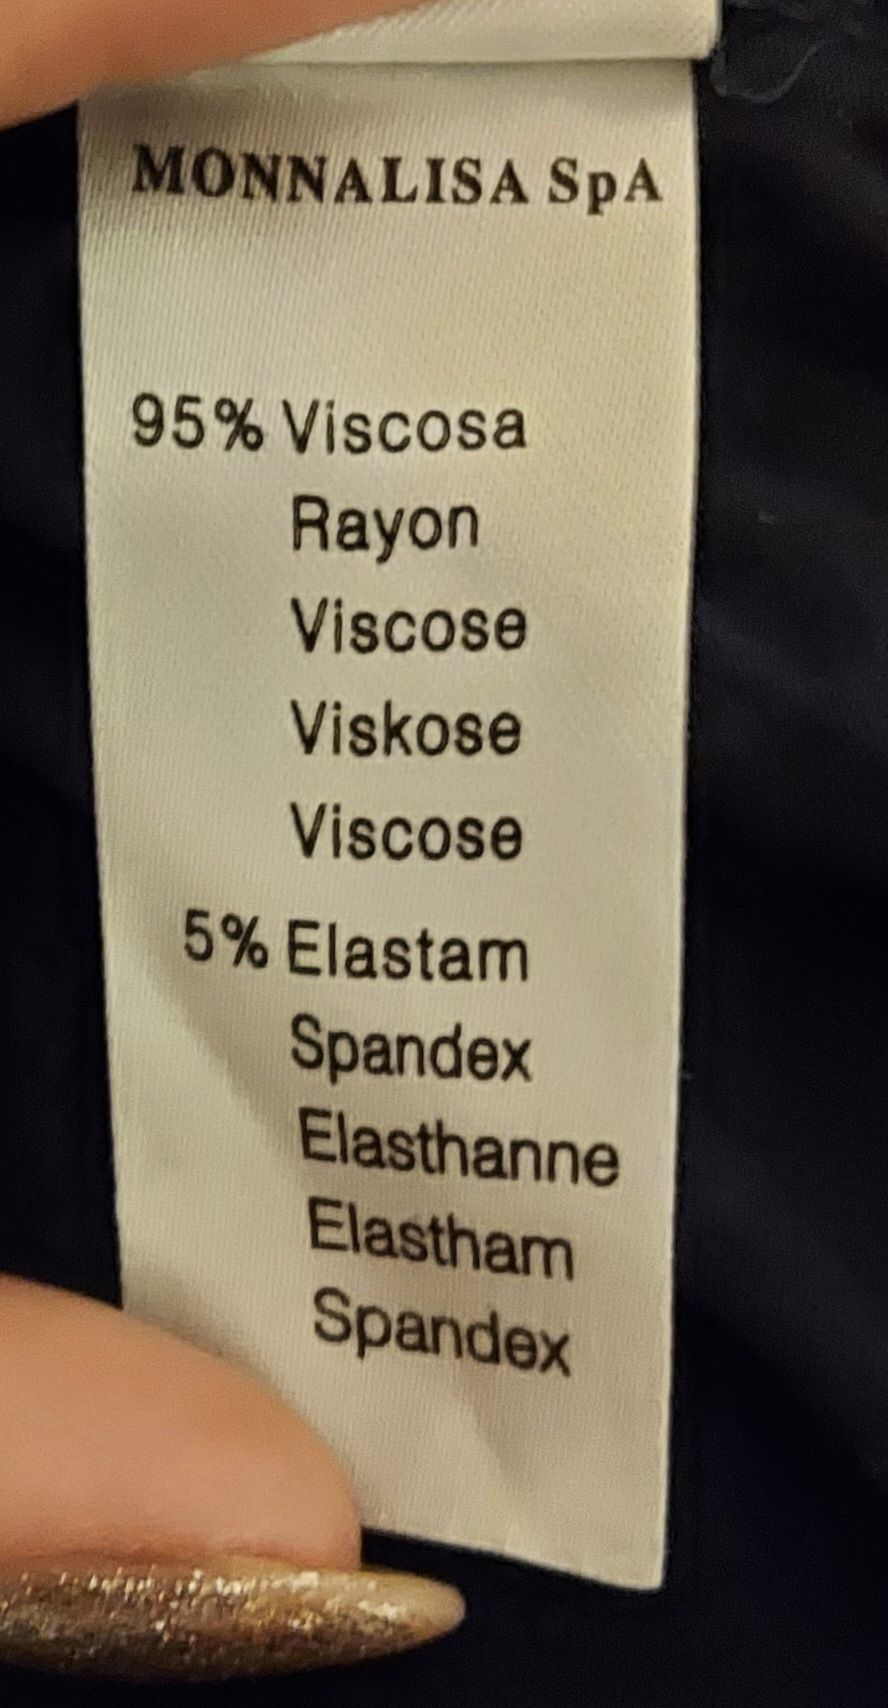 MONNALISA SpA
95% Viscosa
Rayon
Viscose
Viskose
Viscose
5% Elastam
Spandex
Elasthanne
Elastham
Spandex